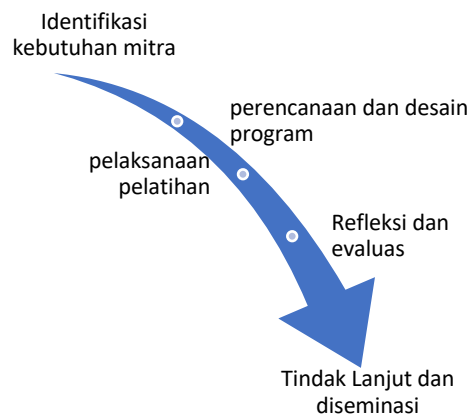 Identifikasi
kebutuhan mitra
perencanaan dan desain
program
pelaksanaan
pelatihan
Refleksi dan
evaluas
Tindak Lanjut dan
diseminasi